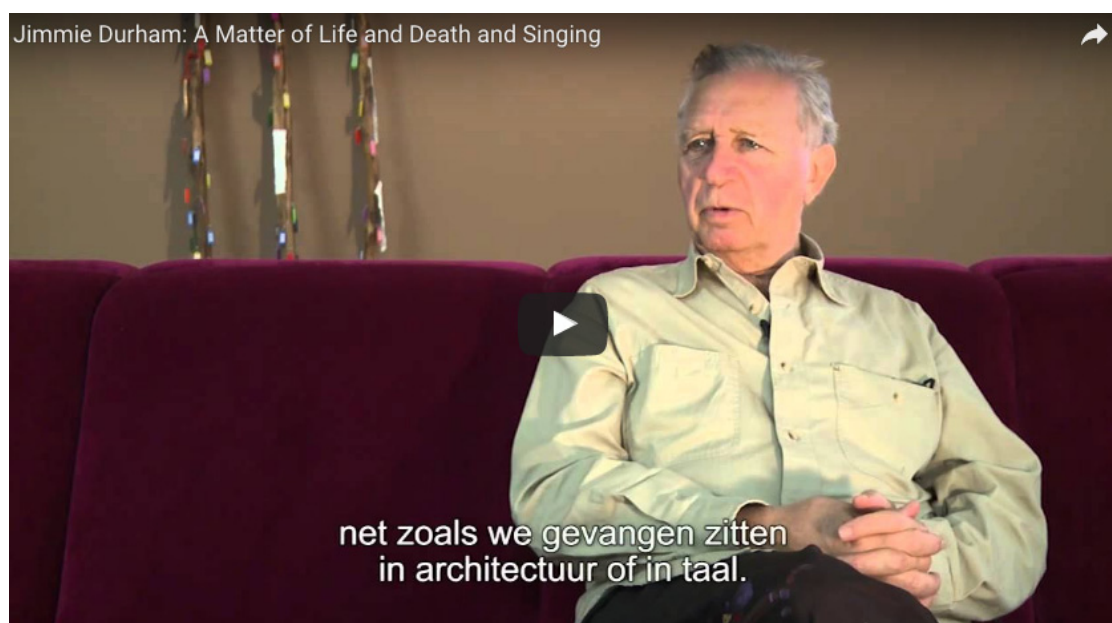 Jimmie Durham: A Matter of Life and Death and Singing
net zoals we gevangen zitten
in architectuur of in taal.